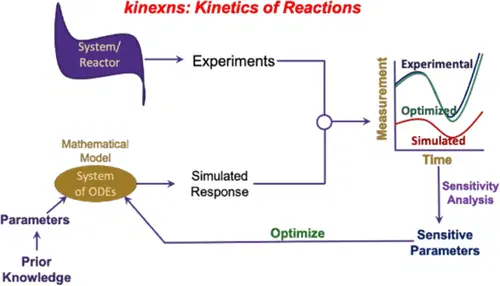 kinexns: Kinetics of Reactions
System/
Reactor
Experiments
Mathematical
Model
System
of ODEs
Simulated
Response
Parameters
Prior
Knowledge
Measurement
Experimental
Optimized
Simulated
Time
Sensitivity
Analysis
Sensitive
Parameters
Optimize